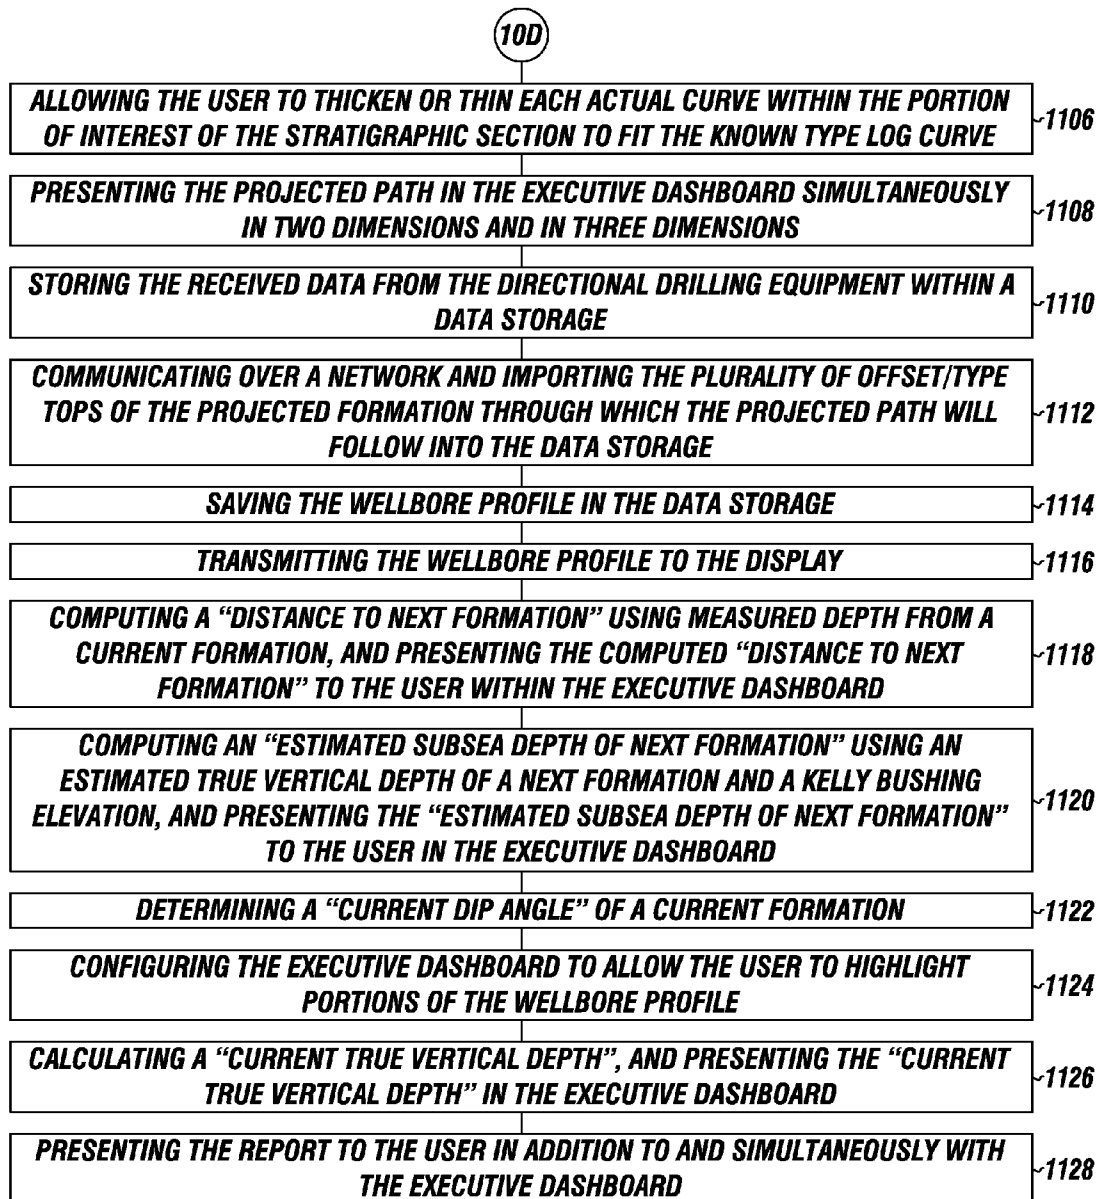 10D
ALLOWING THE USER TO THICKEN OR THIN EACH ACTUAL CURVE WITHIN THE PORTION
OF INTEREST OF THE STRATIGRAPHIC SECTION TO FIT THE KNOWN TYPE LOG CURVE
1106
PRESENTING THE PROJECTED PATH IN THE EXECUTIVE DASHBOARD SIMULTANEOUSLY
IN TWO DIMENSIONS AND IN THREE DIMENSIONS
1108
STORING THE RECEIVED DATA FROM THE DIRECTIONAL DRILLING EQUIPMENT WITHIN A
DATA STORAGE
1110
COMMUNICATING OVER A NETWORK AND IMPORTING THE PLURALITY OF OFFSET/TYPE
TOPS OF THE PROJECTED FORMATION THROUGH WHICH THE PROJECTED PATH WILL
FOLLOW INTO THE DATA STORAGE
1112
SAVING THE WELLBORE PROFILE IN THE DATA STORAGE
1114
TRANSMITTING THE WELLBORE PROFILE TO THE DISPLAY
1116
COMPUTING A “DISTANCE TO NEXT FORMATION” USING MEASURED DEPTH FROM A
CURRENT FORMATION, AND PRESENTING THE COMPUTED “DISTANCE TO NEXT
FORMATION” TO THE USER WITHIN THE EXECUTIVE DASHBOARD
1118
COMPUTING AN “ESTIMATED SUBSEA DEPTH OF NEXT FORMATION” USING AN
ESTIMATED TRUE VERTICAL DEPTH OF A NEXT FORMATION AND A KELLY BUSHING
ELEVATION, AND PRESENTING THE “ESTIMATED SUBSEA DEPTH OF NEXT FORMATION”
TO THE USER IN THE EXECUTIVE DASHBOARD
1120
DETERMINING A “CURRENT DIP ANGLE” OF A CURRENT FORMATION
1122
CONFIGURING THE EXECUTIVE DASHBOARD TO ALLOW THE USER TO HIGHLIGHT
PORTIONS OF THE WELLBORE PROFILE
1124
CALCULATING A “CURRENT TRUE VERTICAL DEPTH”, AND PRESENTING THE “CURRENT
TRUE VERTICAL DEPTH” IN THE EXECUTIVE DASHBOARD
1126
PRESENTING THE REPORT TO THE USER IN ADDITION TO AND SIMULTANEOUSLY WITH
THE EXECUTIVE DASHBOARD
1128